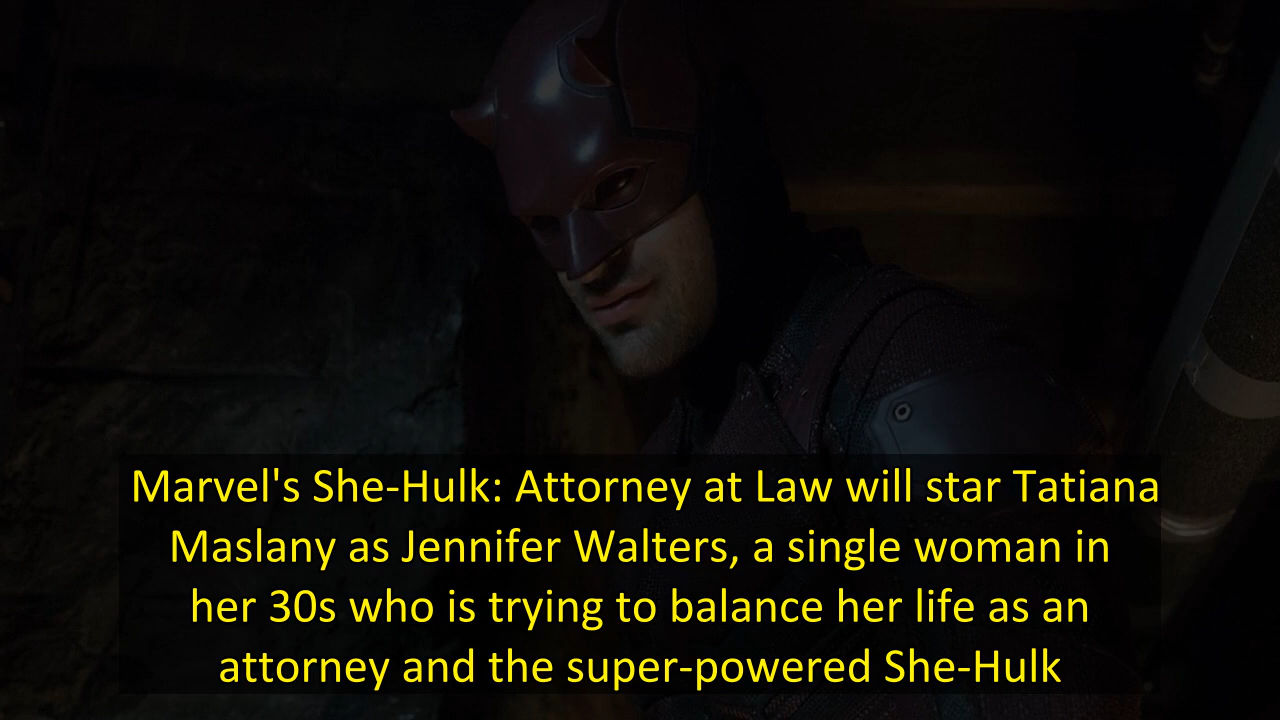 Marvel's She-Hulk: Attorney at Law will star Tatiana
Maslany as Jennifer Walters, a single woman in
her 30s who is trying to balance her life as an
attorney and the super-powered She-Hulk